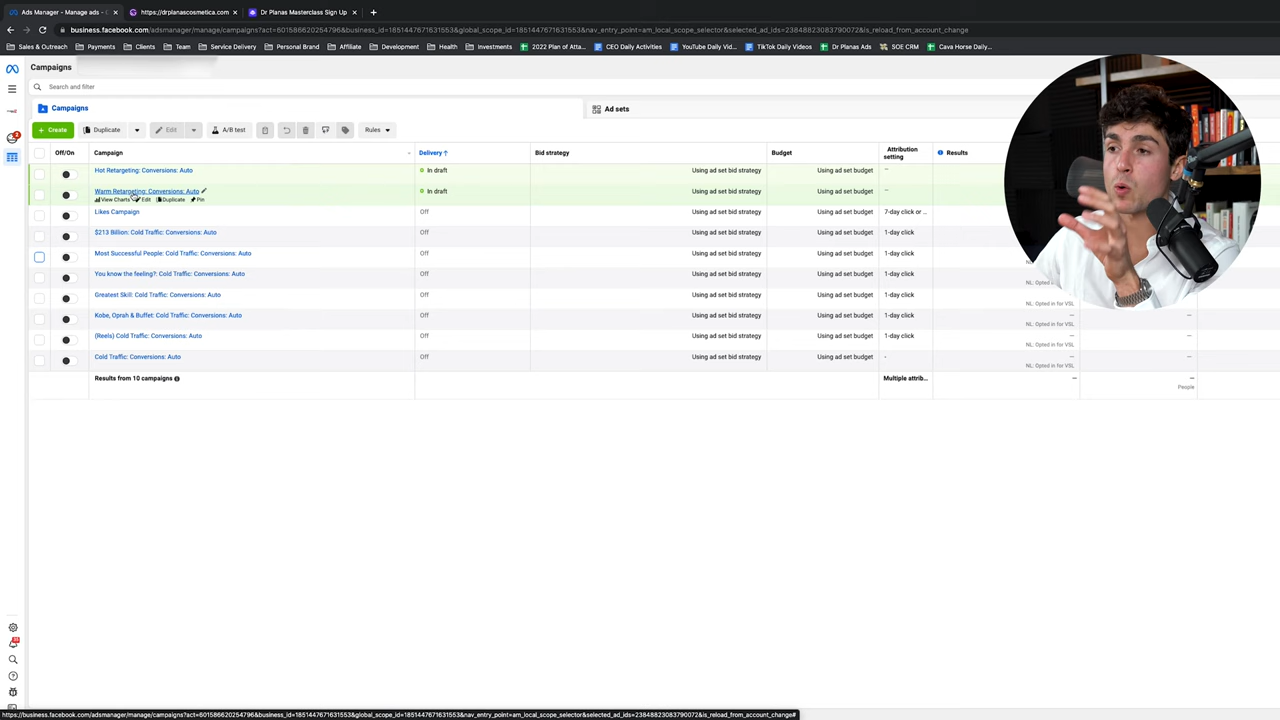 Ads Manager - Manage ads - C
https://drplanascosmetica.com
Dr Planas Masterclass Sign Up
business.facebook.com/adsmanager/manage/campaigns?act=601586620254796&business_id=1851447671631553&global_scope_id=1851447671631553&nav_entry_point=am_local_scope_selector&selected_ad_ids=23848823083790072&is_reload_from_account_change
Sales & Outreach
Payments
Clients
Team
Service Delivery
Personal Brand
Affiliate
Development
Health
Investments
2022 Plan of Atta...
CEO Daily Activities
YouTube Daily Vid...
TikTok Daily Videos
Dr Planas Ads
SOE CRM
Cava Horse Daily...
Campaigns
Search and filter
Campaigns
Ad sets
+ Create
Duplicate
Edit
A/B test
Rules
Off/On
Campaign
Delivery ↑
Bid strategy
Budget
Attribution setting
Results
Hot Retargeting: Conversions: Auto
In draft
Using ad set bid strategy
Using ad set budget
Warm Retargeting: Conversions: Auto
In draft
Using ad set bid strategy
Using ad set budget
View Charts Edit Duplicate Pin
Likes Campaign
Off
Using ad set bid strategy
Using ad set budget
7-day click or ...
$213 Billion: Cold Traffic: Conversions: Auto
Off
Using ad set bid strategy
Using ad set budget
1-day click
Most Successful People: Cold Traffic: Conversions: Auto
Off
Using ad set bid strategy
Using ad set budget
1-day click
You know the feeling?: Cold Traffic: Conversions: Auto
Off
Using ad set bid strategy
Using ad set budget
1-day click
NL: Opted in for VSL
Greatest Skill: Cold Traffic: Conversions: Auto
Off
Using ad set bid strategy
Using ad set budget
1-day click
NL: Opted in for VSL
Kobe, Oprah & Buffet: Cold Traffic: Conversions: Auto
Off
Using ad set bid strategy
Using ad set budget
1-day click
NL: Opted in for VSL
(Reels) Cold Traffic: Conversions: Auto
Off
Using ad set bid strategy
Using ad set budget
1-day click
NL: Opted in for VSL
Cold Traffic: Conversions: Auto
Off
Using ad set bid strategy
Using ad set budget
-
NL: Opted in for VSL
Results from 10 campaigns
Multiple attrib...
People
https://business.facebook.com/adsmanager/manage/campaigns?act=601586620254796&business_id=1851447671631553&global_scope_id=1851447671631553&nav_entry_point=am_local_scope_selector&selected_ad_ids=23848823083790072&is_reload_from_account_change#